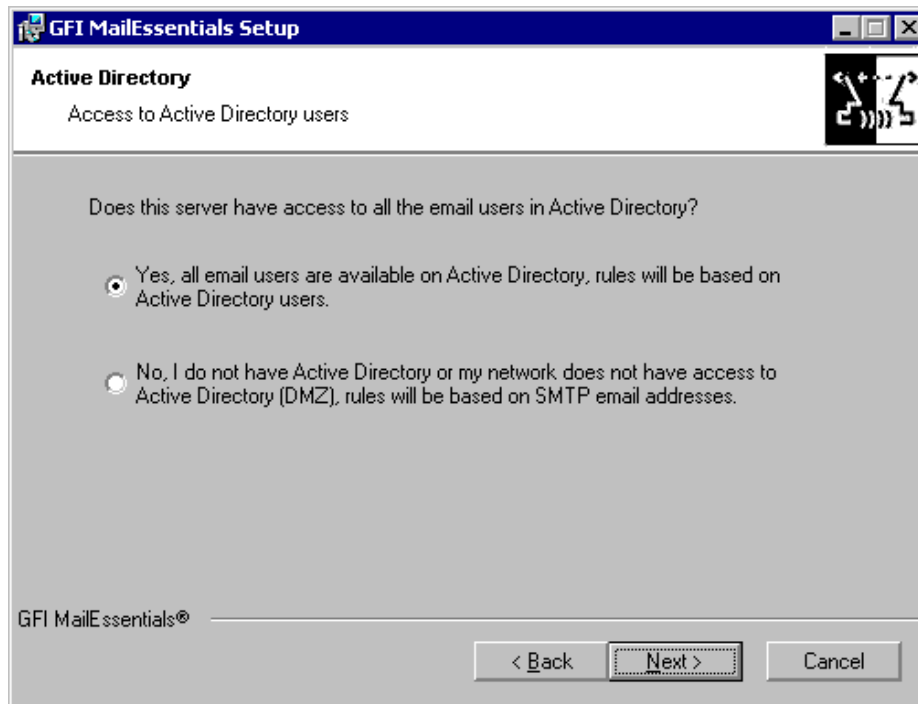 GFI MailEssentials Setup
Active Directory
Access to Active Directory users
Does this server have access to all the email users in Active Directory?
Yes, all email users are available on Active Directory, rules will be based on
Active Directory users.
No, I do not have Active Directory or my network does not have access to
Active Directory (DMZ), rules will be based on SMTP email addresses.
GFI MailEssentials®
< Back
Next >
Cancel